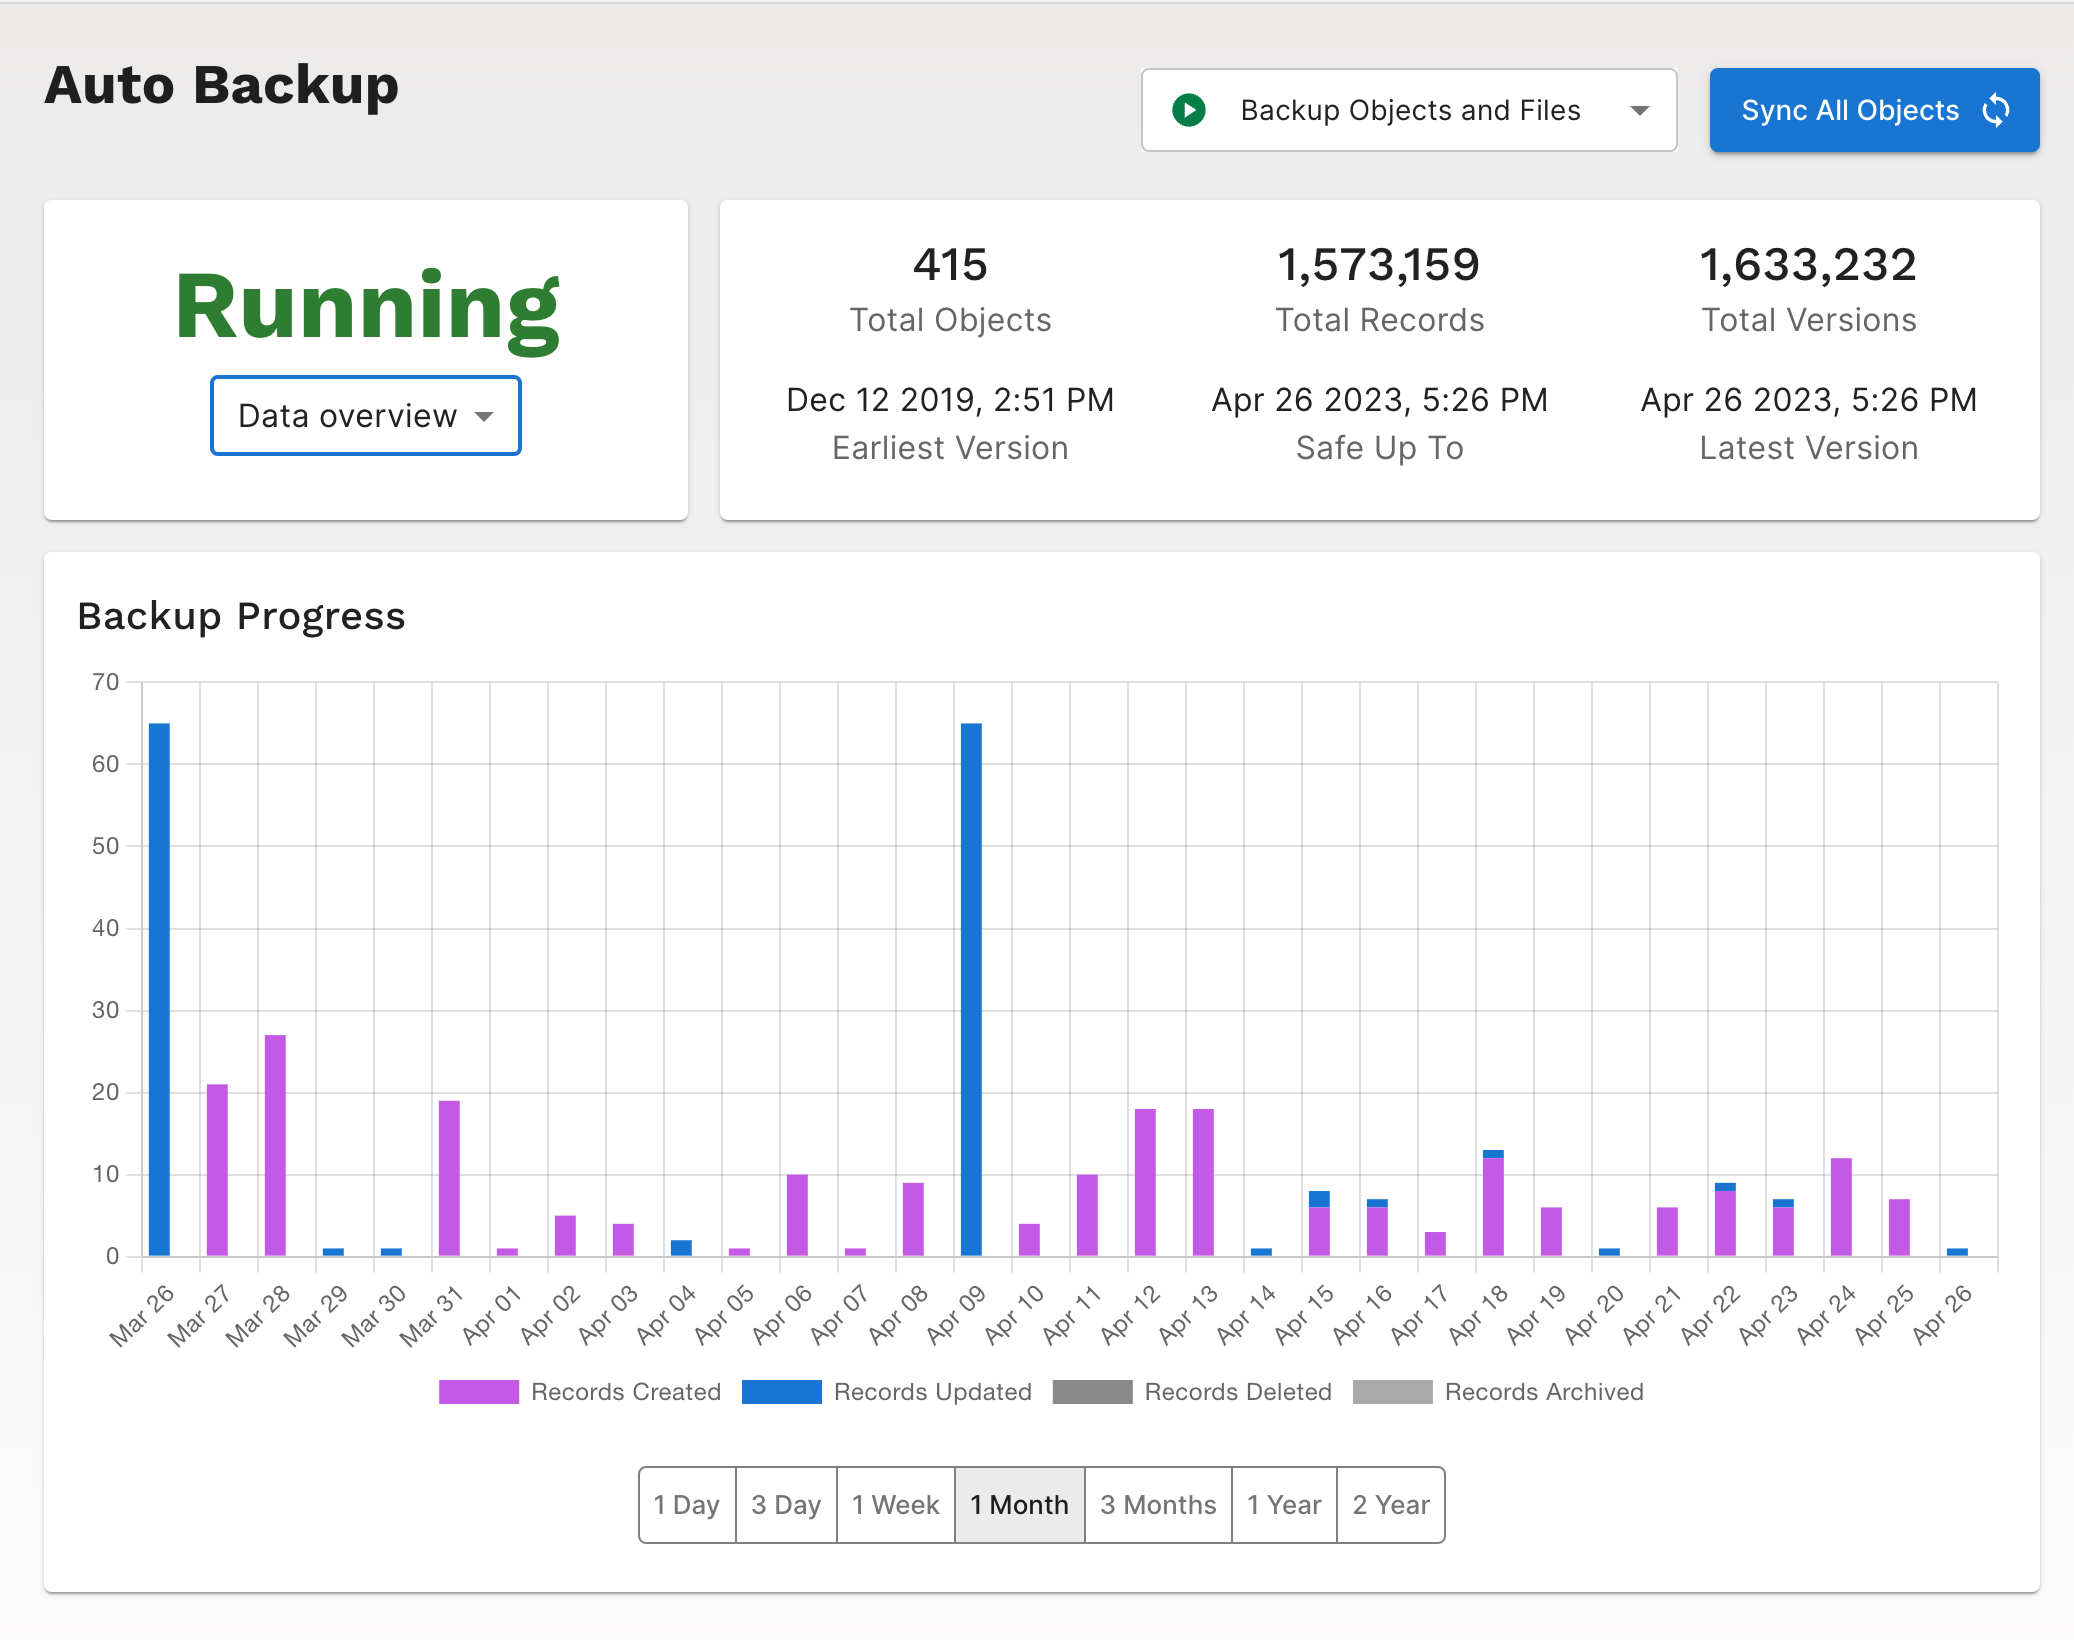 Auto Backup
Backup Objects and Files
Sync All Objects
Running
Data overview
415
Total Objects
1,573,159
Total Records
1,633,232
Total Versions
Dec 12 2019, 2:51 PM
Earliest Version
Apr 26 2023, 5:26 PM
Safe Up To
Apr 26 2023, 5:26 PM
Latest Version
Backup Progress
70
60
50
40
30
20
10
0
Mar 26
Mar 27
Mar 28
Mar 29
Mar 30
Mar 31
Apr 01
Apr 02
Apr 03
Apr 04
Apr 05
Apr 06
Apr 07
Apr 08
Apr 09
Apr 10
Apr 11
Apr 12
Apr 13
Apr 14
Apr 15
Apr 16
Apr 17
Apr 18
Apr 19
Apr 20
Apr 21
Apr 22
Apr 23
Apr 24
Apr 25
Apr 26
Records Created
Records Updated
Records Deleted
Records Archived
1 Day
3 Day
1 Week
1 Month
3 Months
1 Year
2 Year